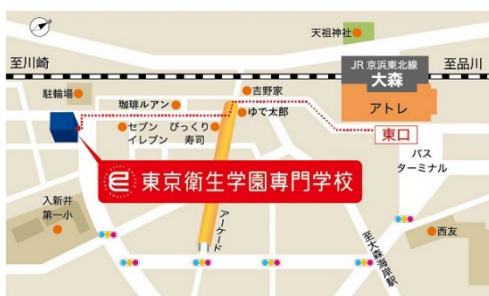 天祖神社
JR 京浜東北線
大森
至川崎
至品川
アトレ
駐輪場
吉野家
珈琲ルアン
ゆで太郎
東口
セブン
イレブン
びっくり
寿司
バス
ターミナル
東京衛生学園専門学校
入新井
第一小
アーケード
西友
至大森海岸駅